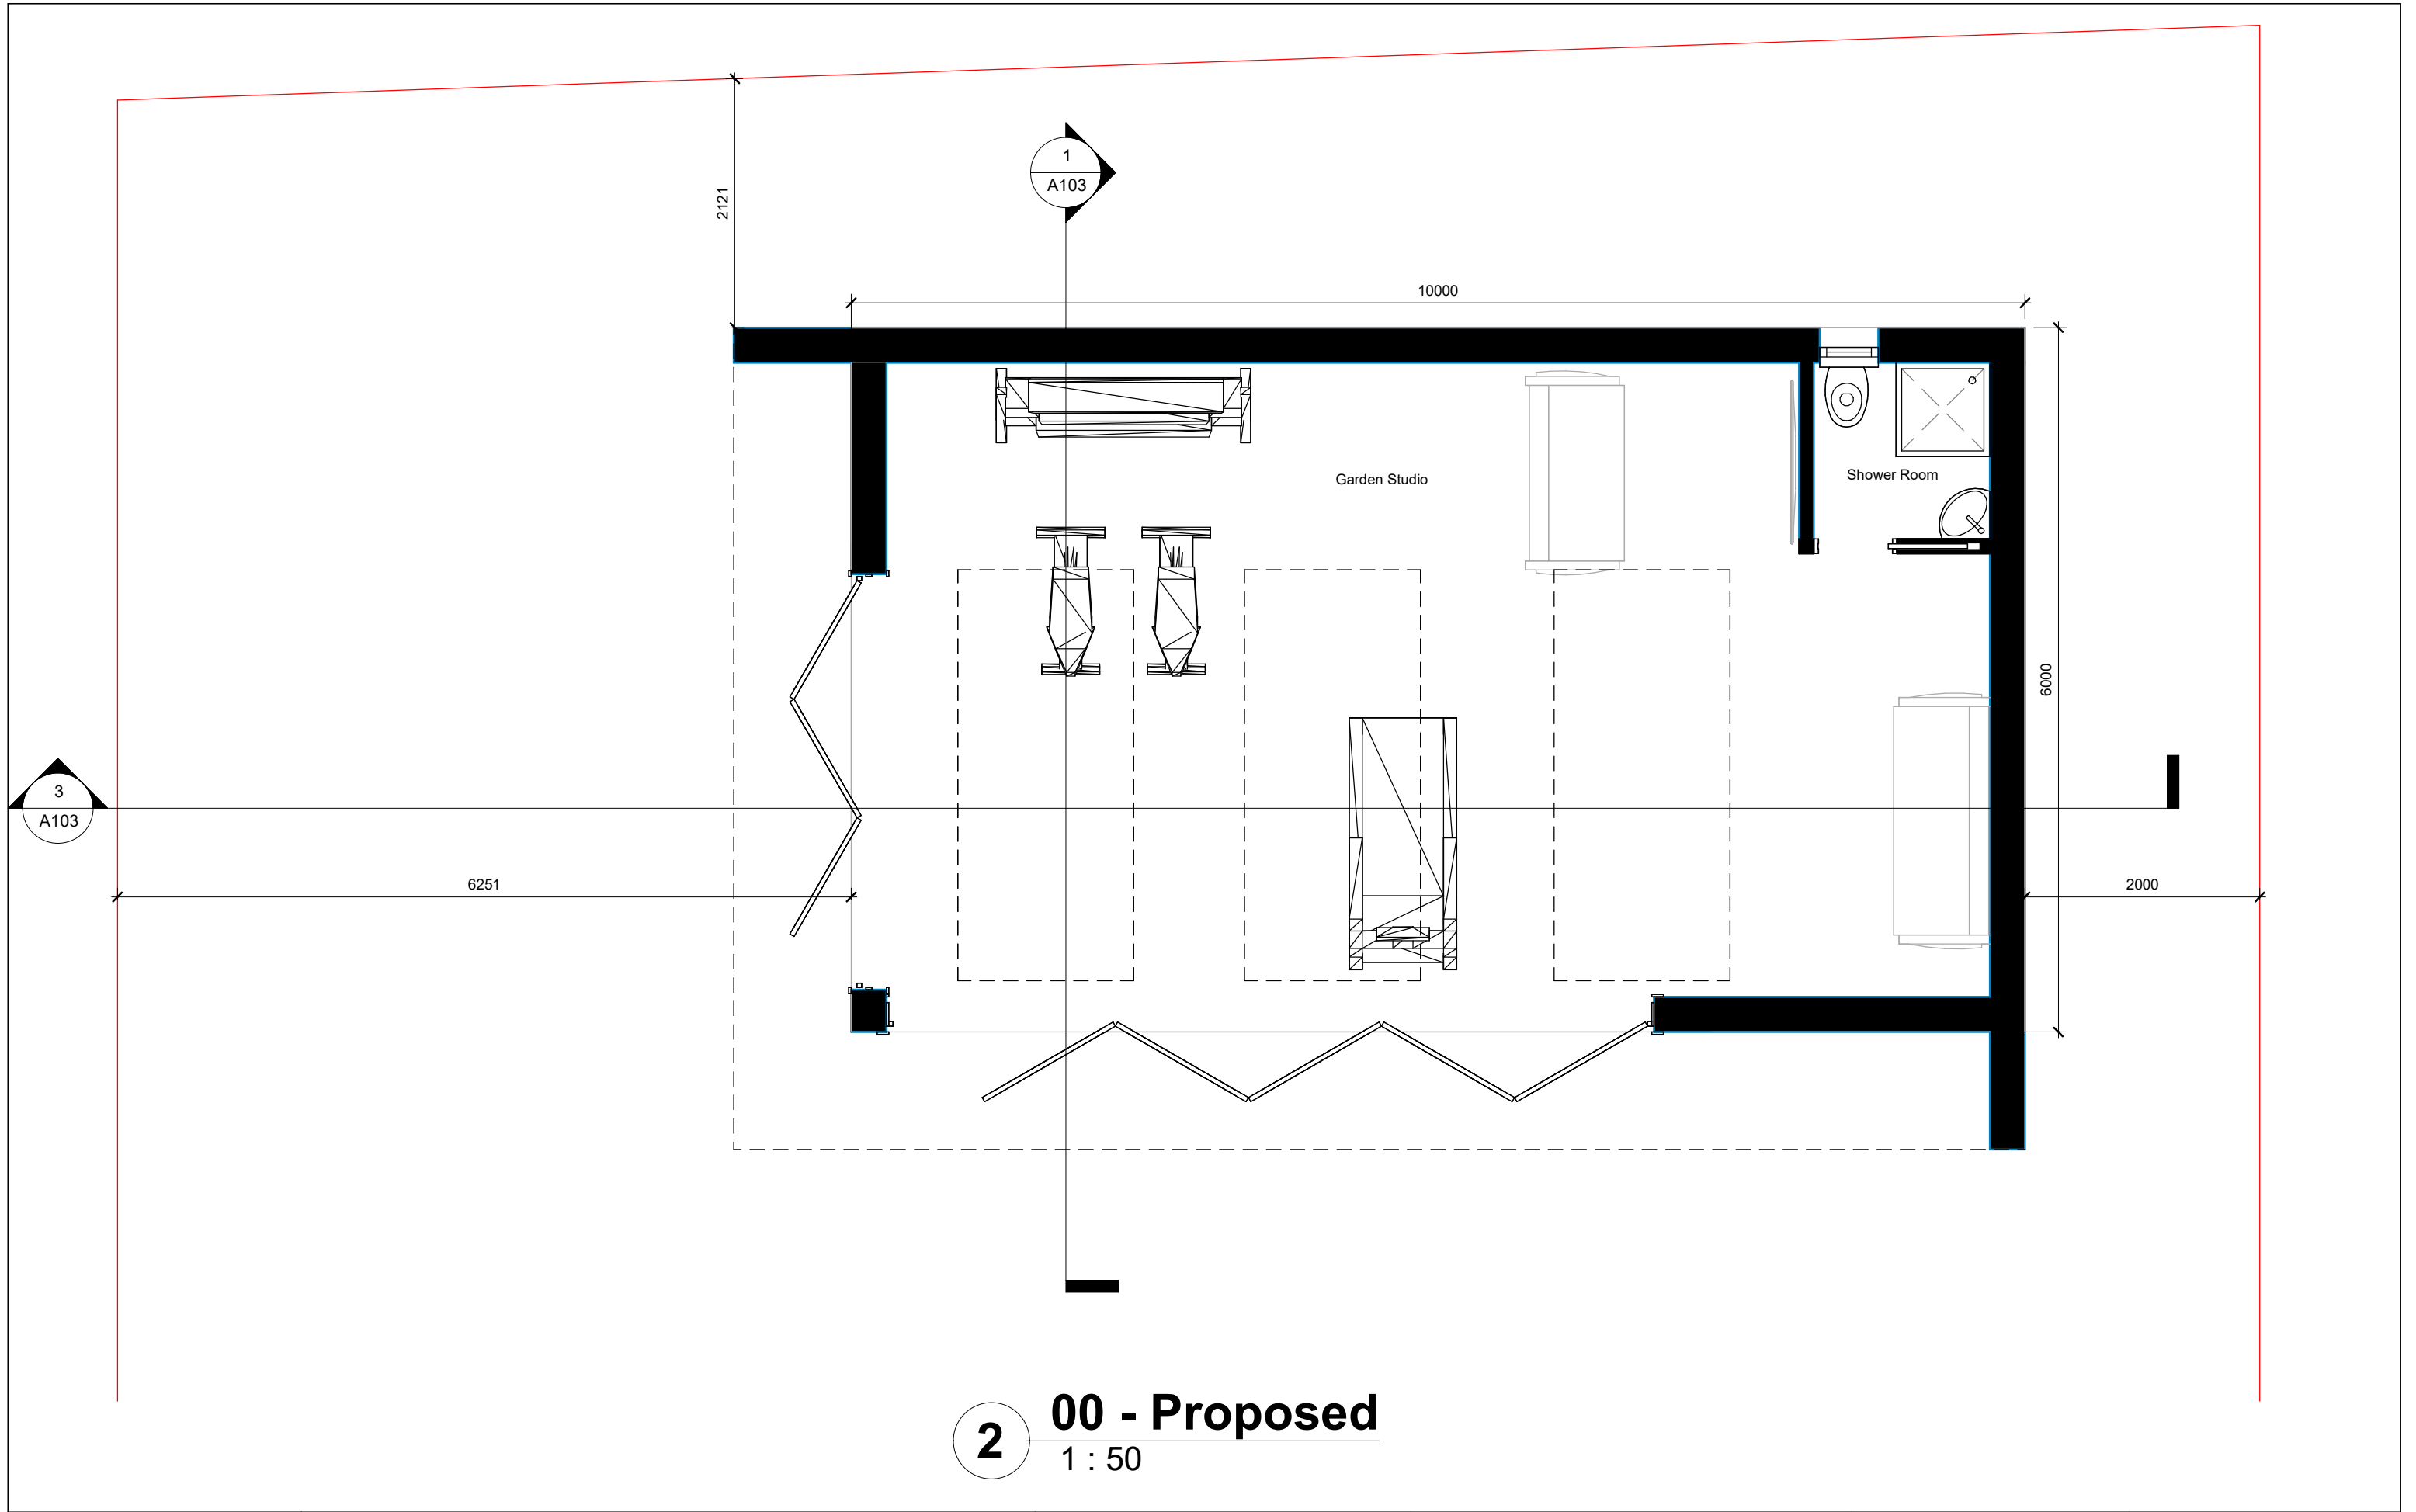 1
A103
2121
10000
Garden Studio
Shower Room
6000
3
A103
6251
2000
2
00 - Proposed
1 : 50